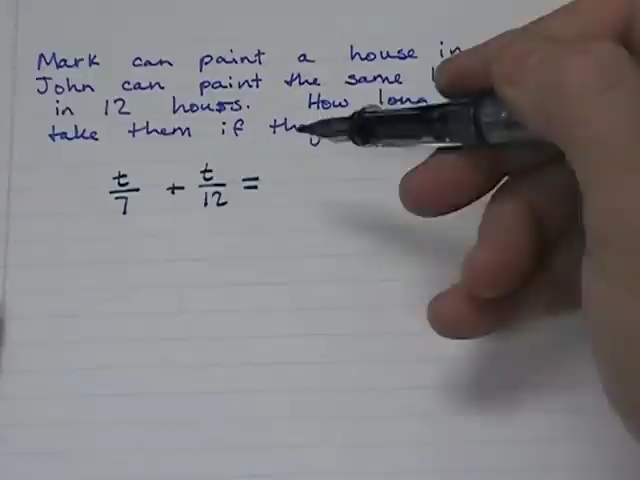 Mark can paint a house in
John can paint the same
in 12 hours. How long
take them if they
t/7 + t/12 =